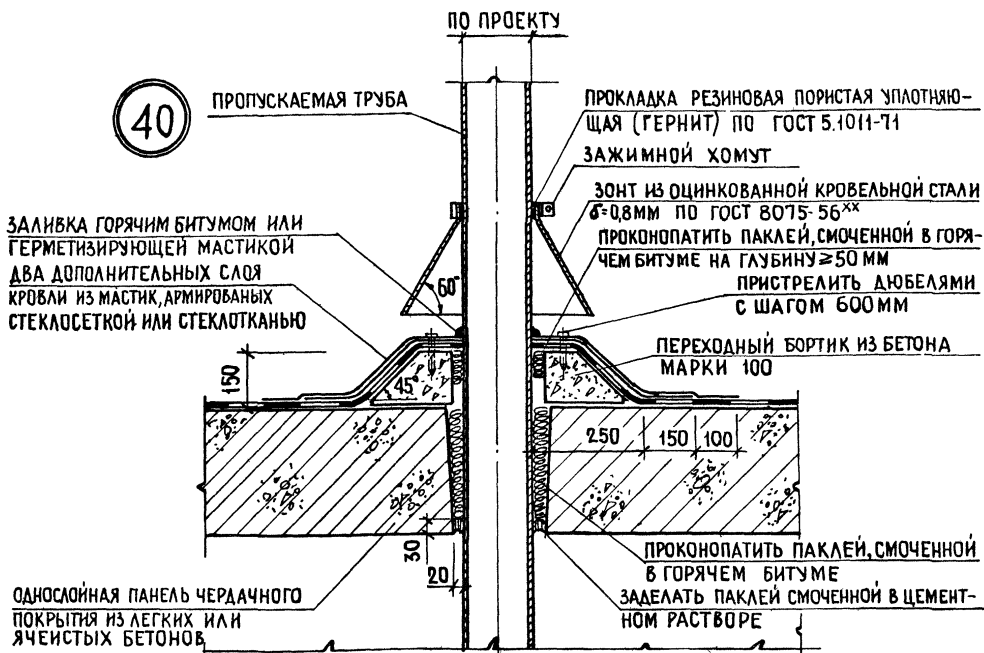 ПО ПРОЕКТУ
40
ПРОПУСКАЕМАЯ ТРУБА
ПРОКЛАДКА РЕЗИНОВАЯ ПОРИСТАЯ УПЛОТНЯЮ-
ЩАЯ (ГЕРНИТ) ПО ГОСТ 5.1011-71
ЗАЖИМНОЙ ХОМУТ
ЗОНТ ИЗ ОЦИНКОВАННОЙ КРОВЕЛЬНОЙ СТАЛИ
δ=0,8ММ ПО ГОСТ 8075-56ˣˣ
ПРОКОНОПАТИТЬ ПАКЛЕЙ, СМОЧЕННОЙ В ГОРЯ-
ЧЕМ БИТУМЕ НА ГЛУБИНУ ≥50 ММ
ПРИСТРЕЛИТЬ ДЮБЕЛЯМИ
С ШАГОМ 600ММ
ПЕРЕХОДНЫЙ БОРТИК ИЗ БЕТОНА
МАРКИ 100
ЗАЛИВКА ГОРЯЧИМ БИТУМОМ ИЛИ
ГЕРМЕТИЗИРУЮЩЕЙ МАСТИКОЙ
ДВА ДОПОЛНИТЕЛЬНЫХ СЛОЯ
КРОВЛИ ИЗ МАСТИК, АРМИРОВАНЫХ
СТЕКЛОСЕТКОЙ ИЛИ СТЕКЛОТКАНЬЮ
60°
45°
150
250 150 100
30
20
ПРОКОНОПАТИТЬ ПАКЛЕЙ, СМОЧЕННОЙ
В ГОРЯЧЕМ БИТУМЕ
ЗАДЕЛАТЬ ПАКЛЕЙ СМОЧЕННОЙ В ЦЕМЕНТ-
НОМ РАСТВОРЕ
ОДНОСЛОЙНАЯ ПАНЕЛЬ ЧЕРДАЧНОГО
ПОКРЫТИЯ ИЗ ЛЕГКИХ ИЛИ
ЯЧЕИСТЫХ БЕТОНОВ